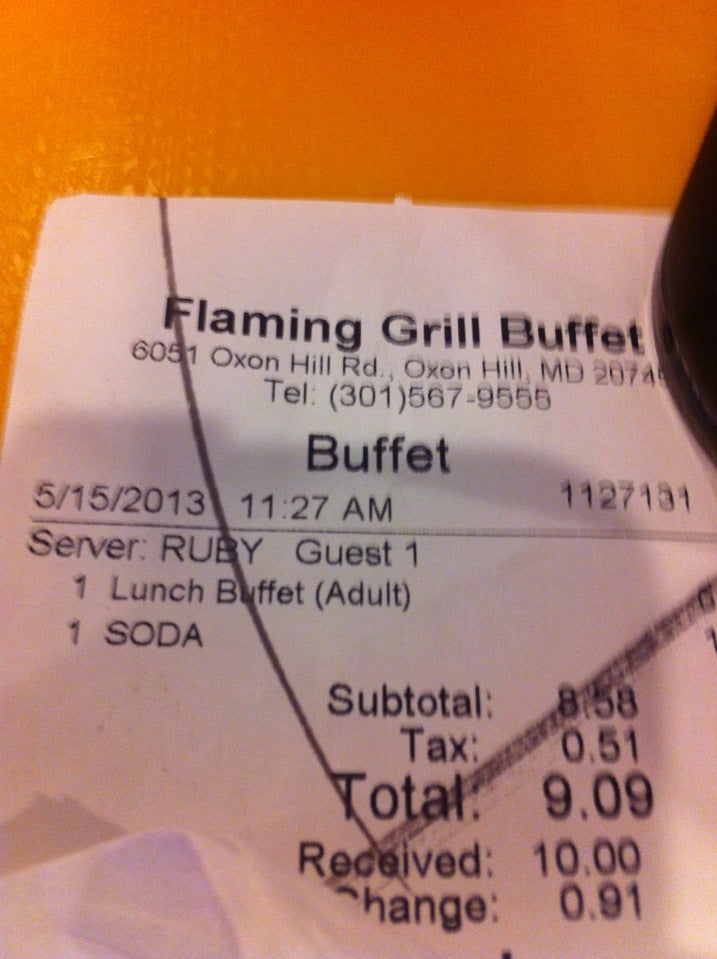 Flaming Grill Buffet
6051 Oxon Hill Rd., Oxon Hill, MD
Tel: (301)567-9555
Buffet
5/15/2013 11:27 AM 1127131
Server: RUBY Guest 1
1 Lunch Buffet (Adult)
1 SODA
Subtotal: 8.58
Tax: 0.51
Total: 9.09
Received: 10.00
Change: 0.91